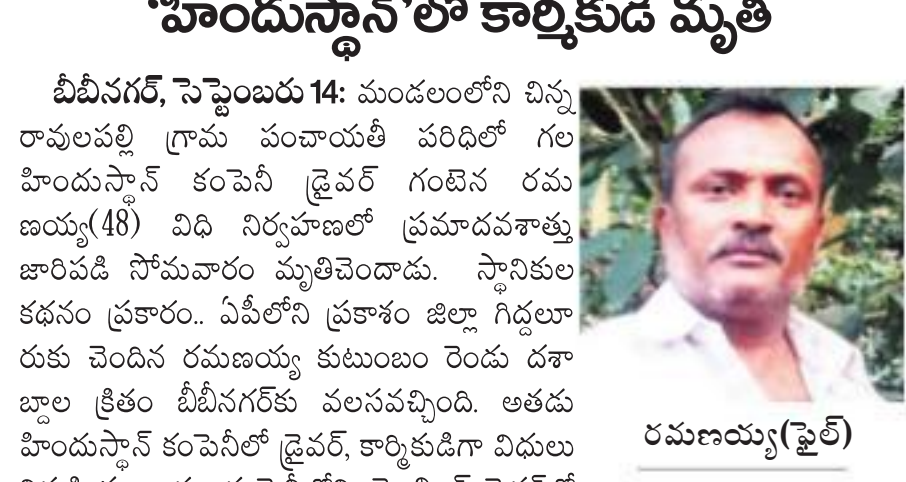 'హిందుస్థాన్'లో కార్మికుడి మృతి
బీబీనగర్, సెప్టెంబరు 14: మండలంలోని చిన్న
రావులపల్లి గ్రామ పంచాయతీ పరిధిలో గల
హిందుస్థాన్ కంపెనీ డ్రైవర్ గంటెన రమ
ణయ్య(48) విధి నిర్వహణలో ప్రమాదవశాత్తు
జారిపడి సోమవారం మృతిచెందాడు. స్థానికుల
కథనం ప్రకారం.. ఏపీలోని ప్రకాశం జిల్లా గిద్దలూ
రుకు చెందిన రమణయ్య కుటుంబం రెండు దశా
బ్దాల క్రితం బీబీనగర్‌కు వలసవచ్చింది. అతడు
హిందుస్థాన్ కంపెనీలో డ్రైవర్, కార్మికుడిగా విధులు
రమణయ్య(ఫైల్)